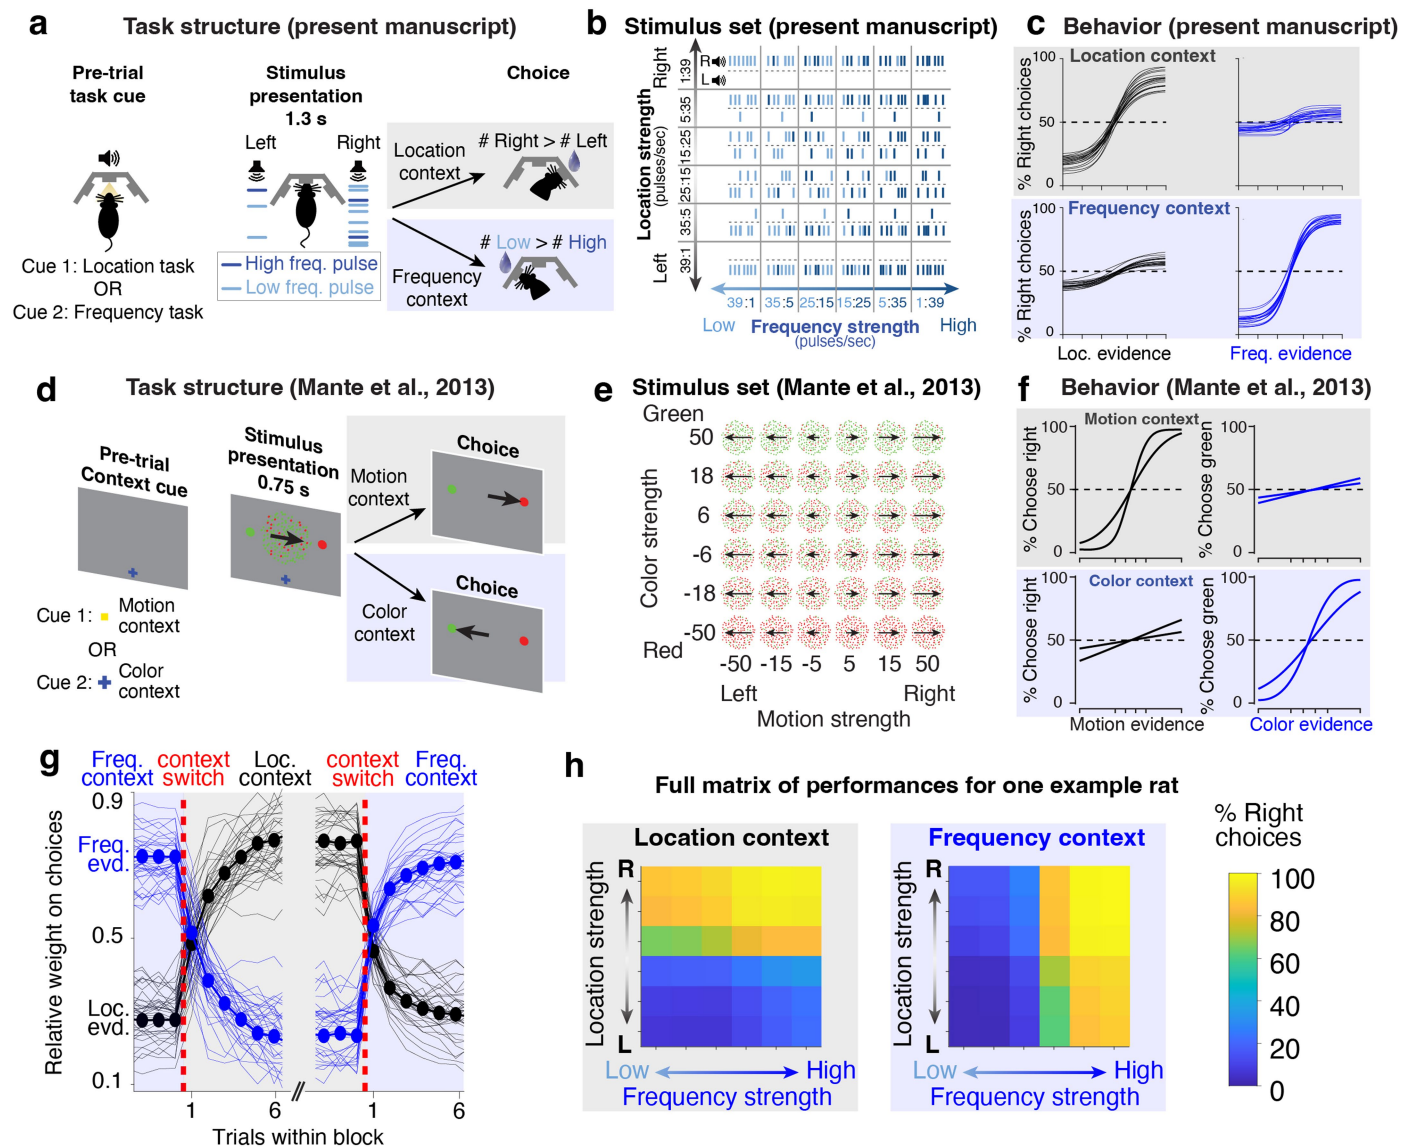 a
Task structure (present manuscript)
Pre-trial
task cue
Stimulus
presentation
1.3 s
Choice
Left
Right
Location
context
# Right > # Left
# Low > # High
Frequency
context
High freq. pulse
Low freq. pulse
Cue 1: Location task
OR
Cue 2: Frequency task
b
Stimulus set (present manuscript)
Location strength
(pulses/sec)
Right
Left
R
L
1:39
5:35
15:25
25:15
35:5
39:1
39:1 35:5 25:15 15:25 5:35 1:39
Low Frequency strength High
(pulses/sec)
c
Behavior (present manuscript)
Location context
% Right choices
100
50
0
Frequency context
% Right choices
100
50
0
Loc. evidence
Freq. evidence
d
Task structure (Mante et al., 2013)
Pre-trial
Context cue
Stimulus
presentation
0.75 s
Motion
context
Choice
Color
context
Choice
Cue 1: Motion
context
OR
Cue 2: Color
context
e
Stimulus set (Mante et al., 2013)
Green
50
18
6
-6
-18
-50
Red
Color strength
-50 -15 -5 5 15 50
Left Right
Motion strength
f
Behavior (Mante et al., 2013)
Motion context
% Choose right
100
50
0
% Choose green
100
50
0
Color context
% Choose right
100
50
0
% Choose green
100
50
0
Motion evidence
Color evidence
g
Freq.
context
context
switch
Loc.
context
context
switch
Freq.
context
Relative weight on choices
0.9
Freq.
evd.
0.5
Loc.
evd.
0.1
1 6 1 6
Trials within block
h
Full matrix of performances for one example rat
Location context
R
Location strength
L
Low High
Frequency strength
Frequency context
R
Location strength
L
Low High
Frequency strength
% Right
choices
100
80
60
40
20
0